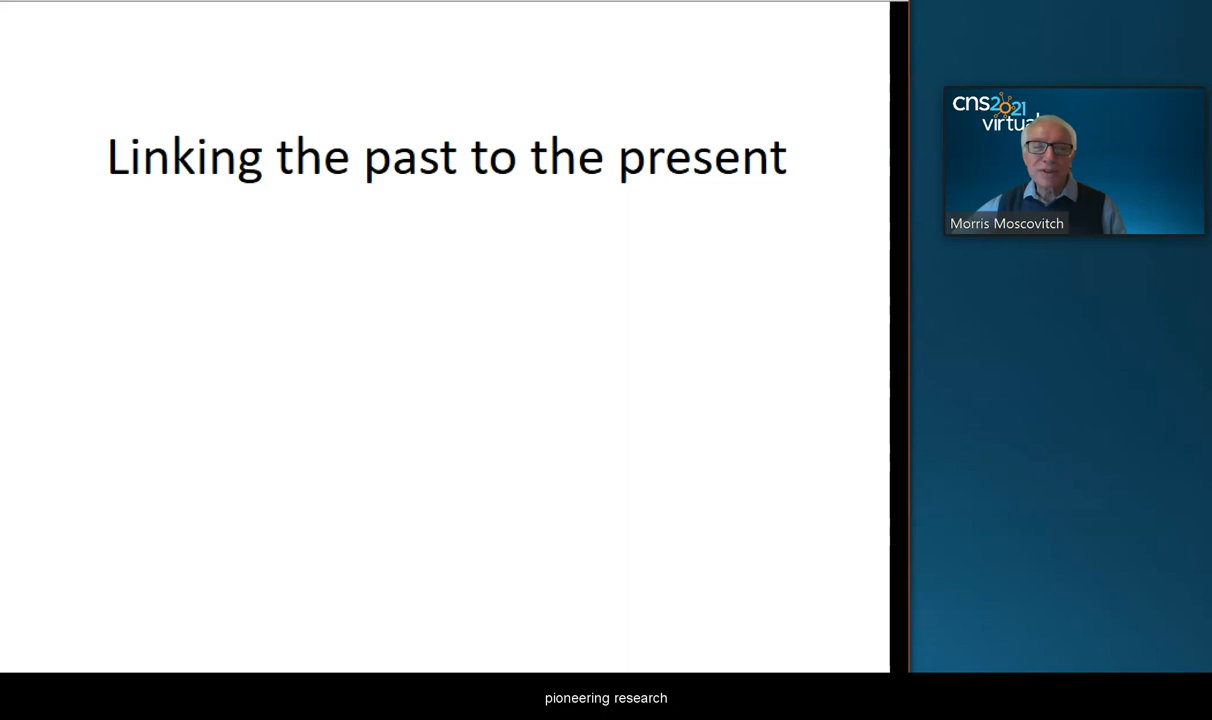 Linking the past to the present
cns2021
virtual
Morris Moscovitch
pioneering research